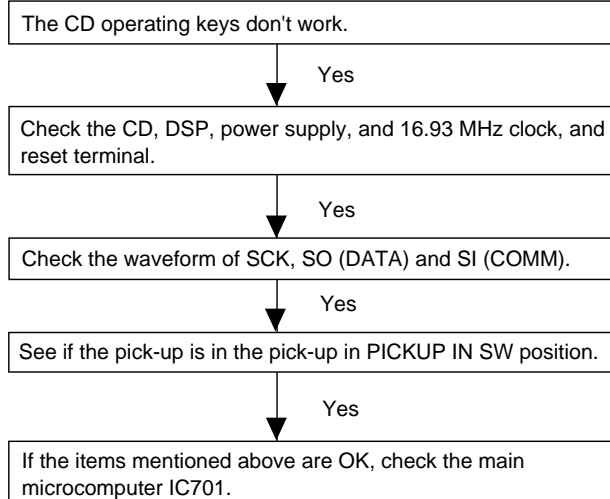 The CD operating keys don't work.
Yes
Check the CD, DSP, power supply, and 16.93 MHz clock, and
reset terminal.
Yes
Check the waveform of SCK, SO (DATA) and SI (COMM).
Yes
See if the pick-up is in the pick-up in PICKUP IN SW position.
Yes
If the items mentioned above are OK, check the main
microcomputer IC701.